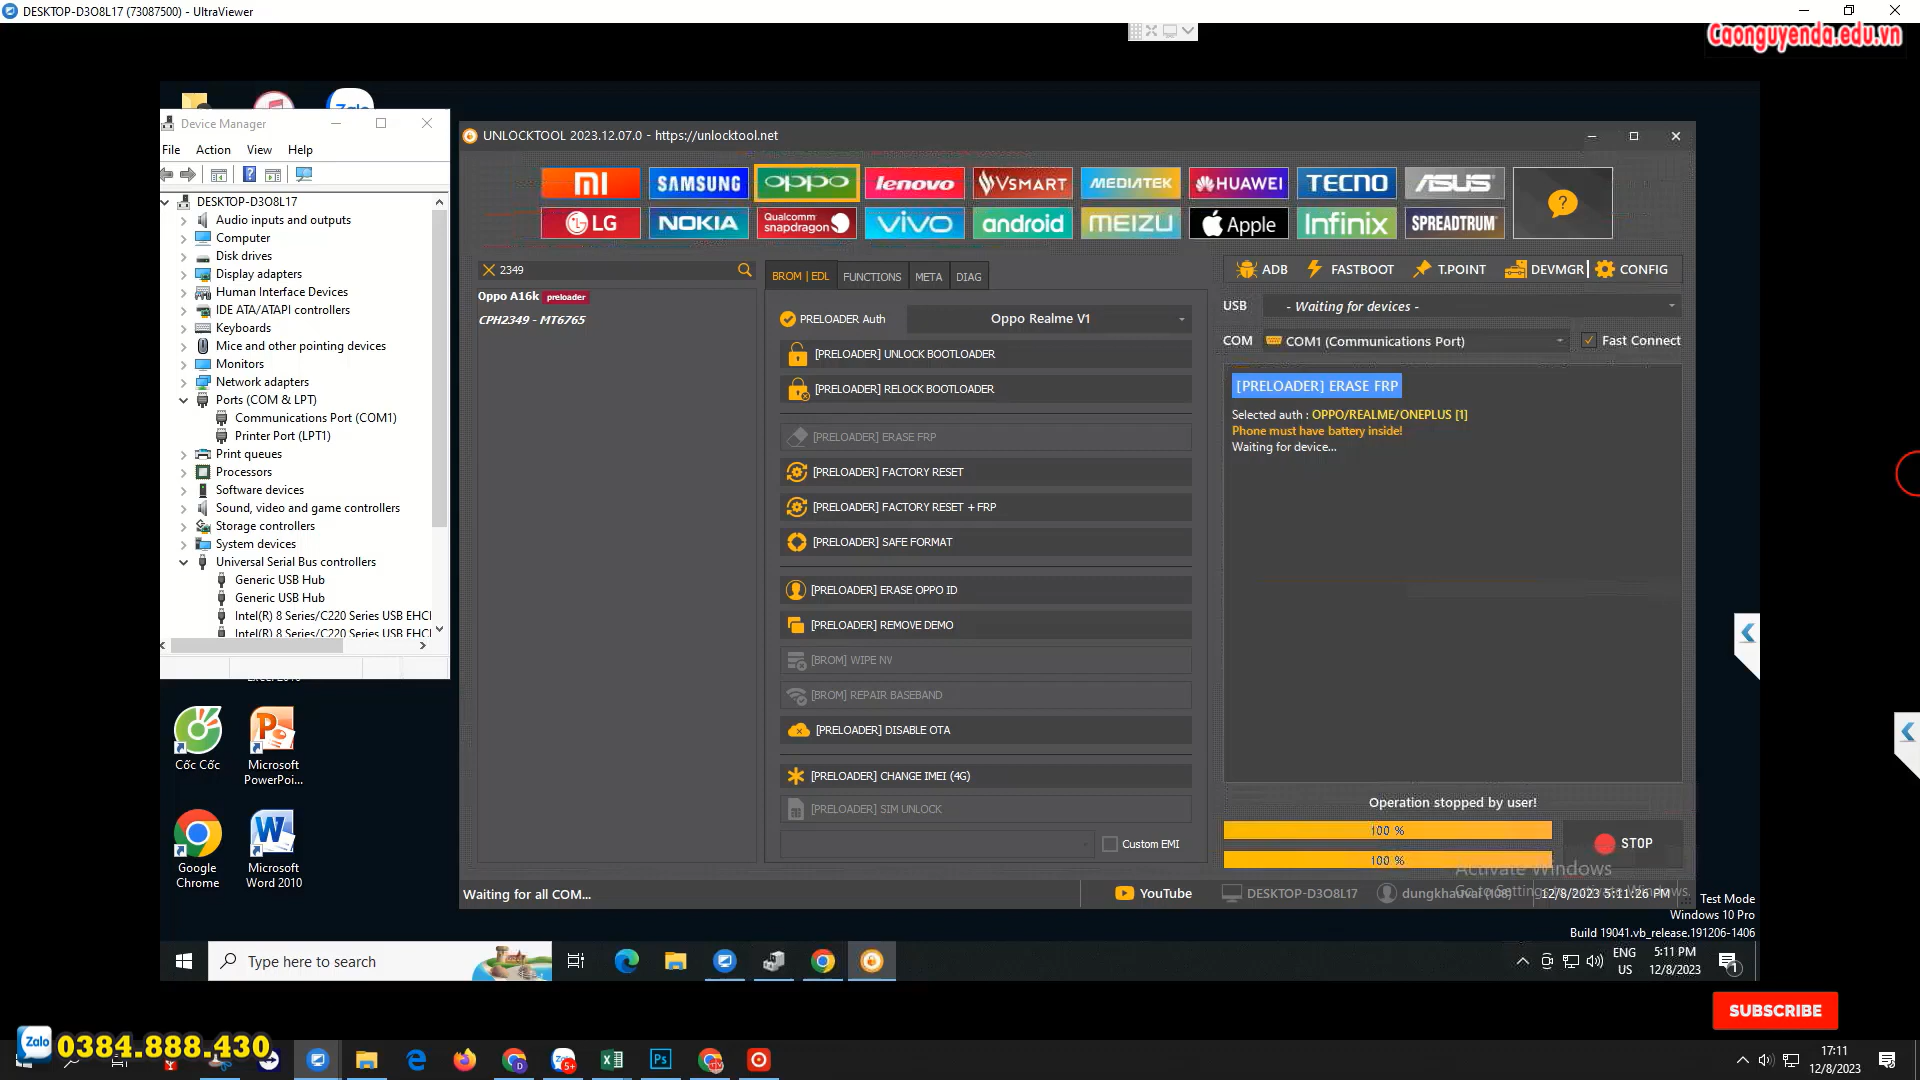 DESKTOP-D3O8L17 (73087500) - UltraViewer
Caonguyenda.edu.vn
Zalo
Device Manager
File Action View Help
DESKTOP-D3O8L17
Audio inputs and outputs
Computer
Disk drives
Display adapters
Human Interface Devices
IDE ATA/ATAPI controllers
Keyboards
Mice and other pointing devices
Monitors
Network adapters
Ports (COM & LPT)
Communications Port (COM1)
Printer Port (LPT1)
Print queues
Processors
Software devices
Sound, video and game controllers
Storage controllers
System devices
Universal Serial Bus controllers
Generic USB Hub
Generic USB Hub
Intel(R) 8 Series/C220 Series USB EHCI
Intel(R) 8 Series/C220 Series USB EHCI
UNLOCKTOOL 2023.12.07.0 - https://unlocktool.net
MI SAMSUNG oppo lenovo VSMART MEDIATEK HUAWEI TECNO ASUS
LG NOKIA Qualcomm snapdragon VIVO android MEIZU Apple Infinix SPREADTRUM
?
2349
Oppo A16k preloader
CPH2349 - MT6765
BROM | EDL FUNCTIONS META DIAG
PRELOADER Auth Oppo Realme V1
[PRELOADER] UNLOCK BOOTLOADER
[PRELOADER] RELOCK BOOTLOADER
[PRELOADER] ERASE FRP
[PRELOADER] FACTORY RESET
[PRELOADER] FACTORY RESET + FRP
[PRELOADER] SAFE FORMAT
[PRELOADER] ERASE OPPO ID
[PRELOADER] REMOVE DEMO
[BROM] WIPE NV
[BROM] REPAIR BASEBAND
[PRELOADER] DISABLE OTA
[PRELOADER] CHANGE IMEI (4G)
[PRELOADER] SIM UNLOCK
Custom EMI
ADB FASTBOOT T.POINT DEVMGR CONFIG
USB - Waiting for devices -
COM COM1 (Communications Port) Fast Connect
[PRELOADER] ERASE FRP
Selected auth : OPPO/REALME/ONEPLUS [1]
Phone must have battery inside!
Waiting for device...
Operation stopped by user!
100 %
100 %
STOP
Activate Windows
Waiting for all COM... YouTube DESKTOP-D3O8L17 dungkhauvai (108) 12/8/2023 5:11:26 PM
Test Mode
Windows 10 Pro
Build 19041.vb_release.191206-1406
Cốc Cốc
Microsoft PowerPoi...
Google Chrome
Microsoft Word 2010
Type here to search
ENG
US
5:11 PM
12/8/2023
1
SUBSCRIBE
Zalo 0384.888.430
5+
Ps
17:11
12/8/2023